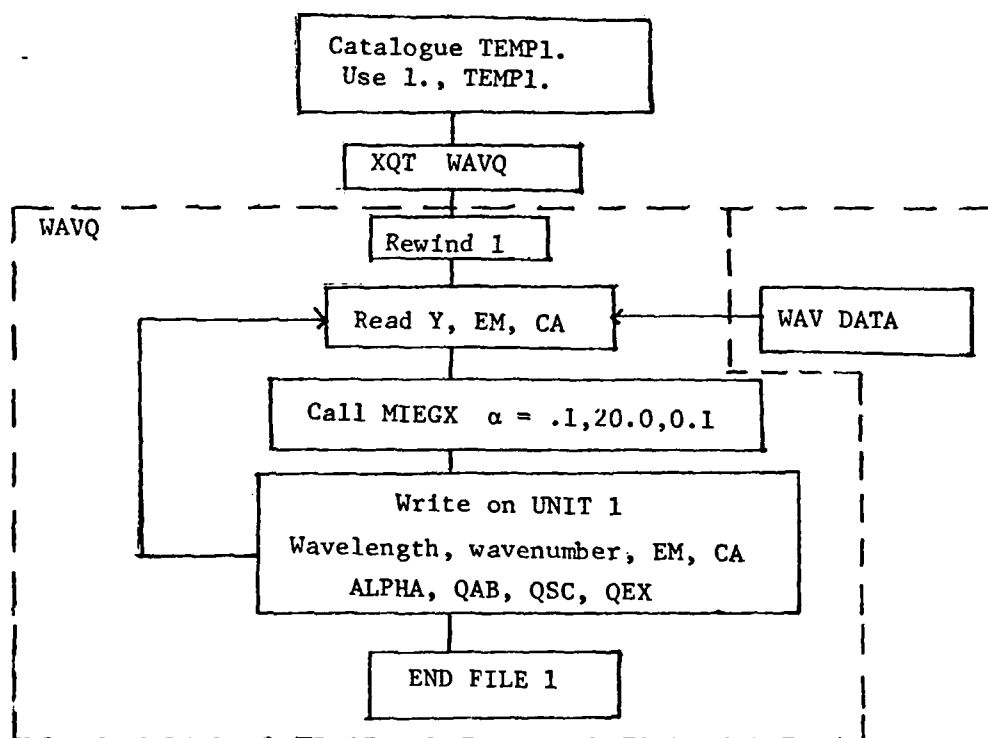 Catalogue TEMP1.
Use 1., TEMP1.
XQT WAVQ
WAVQ
Rewind 1
Read Y, EM, CA
WAV DATA
Call MIEGX α = .1,20.0,0.1
Write on UNIT 1
Wavelength, wavenumber, EM, CA
ALPHA, QAB, QSC, QEX
END FILE 1